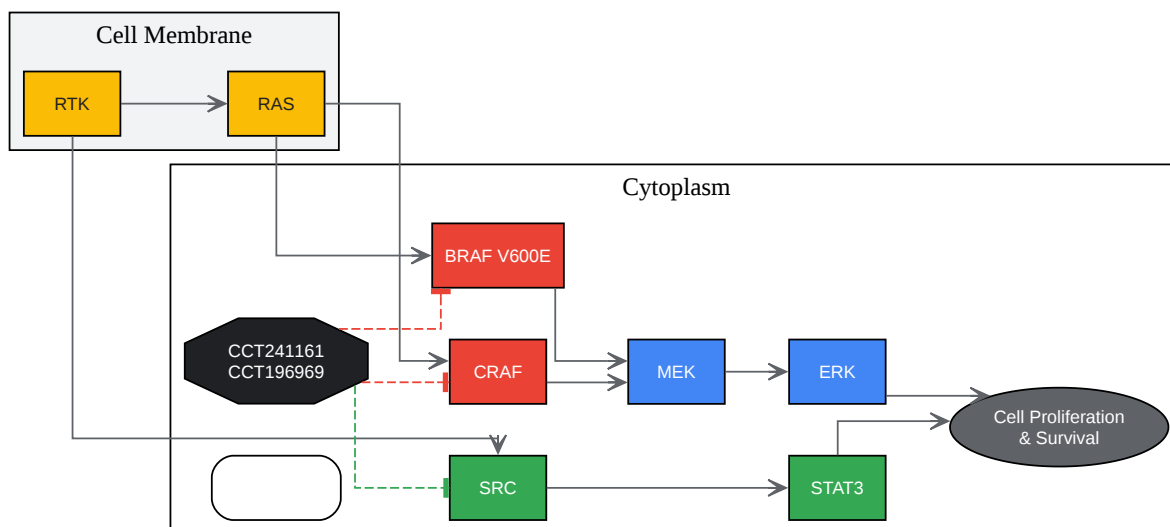 Cell Membrane
RTK
RAS
Cytoplasm
BRAF V600E
CCT241161
CCT196969
CRAF
MEK
ERK
Cell Proliferation
& Survival
SRC
STAT3